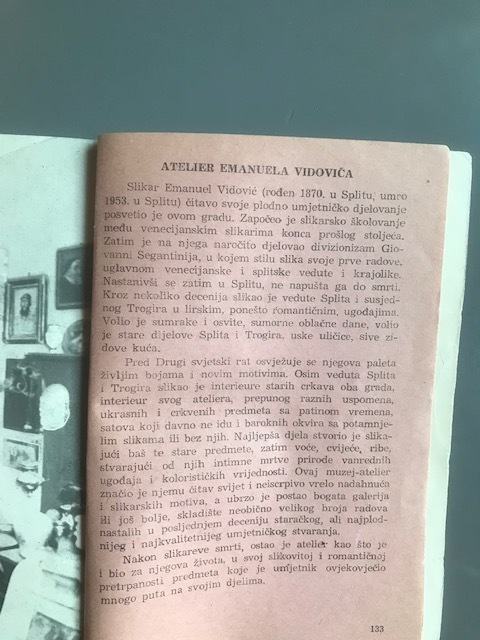 ATELIER EMANUELA VIDOVIĆA
Slikar Emanuel Vidović (rođen 1870. u Splitu, umro
1953. u Splitu) čitavo svoje plodno umjetničko djelovanje
posvetio je ovom gradu. Započeo je slikarsko školovanje
među venecijanskim slikarima konca prošlog stoljeća.
Zatim je na njega naročito djelovao divizionizam Gio-
vanni Segantinija, u kojem stilu slika svoje prve radove.
uglavnom venecijanske i splitske vedute i krajolike.
Nastanivši se zatim u Splitu, ne napušta ga do smrti.
Kroz nekoliko decenija slikao je vedute Splita i susjed-
nog Trogira u lirskim, ponešto romantičnim, ugođajima.
Volio je sumrake i osvite, sumorne oblačne dane, volio
je stare dijelove Splita i Trogira, uske uličice, sive zi-
dove kuća.
Pred Drugi svjetski rat osvježuje se njegova paleta
življim bojama i novim motivima. Osim veduta Splita
i Trogira slikao je interieure starih crkava oba grada,
interieur svog ateliera, prepunog raznih uspomena,
ukrasnih i crkvenih predmeta sa patinom vremena,
satova koji davno ne idu i baroknih okvira sa potamnje-
lim slikama ili bez njih. Najljepša djela stvorio je slika-
jući baš te stare predmete, zatim voće, cvijeće, ribe,
stvarajući od njih intimne mrtve prirode vanrednih
ugođaja i kolorističkih vrijednosti. Ovaj muzej-atelier
značio je njemu čitav svijet i neiscrpivo vrelo nadahnuća
i slikarskih motiva, a ubrzo je postao bogata galerija
ili još bolje, skladište neobično velikog broja radova
nastalih u posljednjem deceniju staračkog, ali najplod-
nijeg i najkvalitetnijeg umjetničkog stvaranja.
Nakon slikareve smrti, ostao je atelier kao što je
i bio za njegova života, u svoj slikovitoj i romantičnoj
pretrpanosti predmeta koje je umjetnik ovjekovječio
mnogo puta na svojim djelima.
133